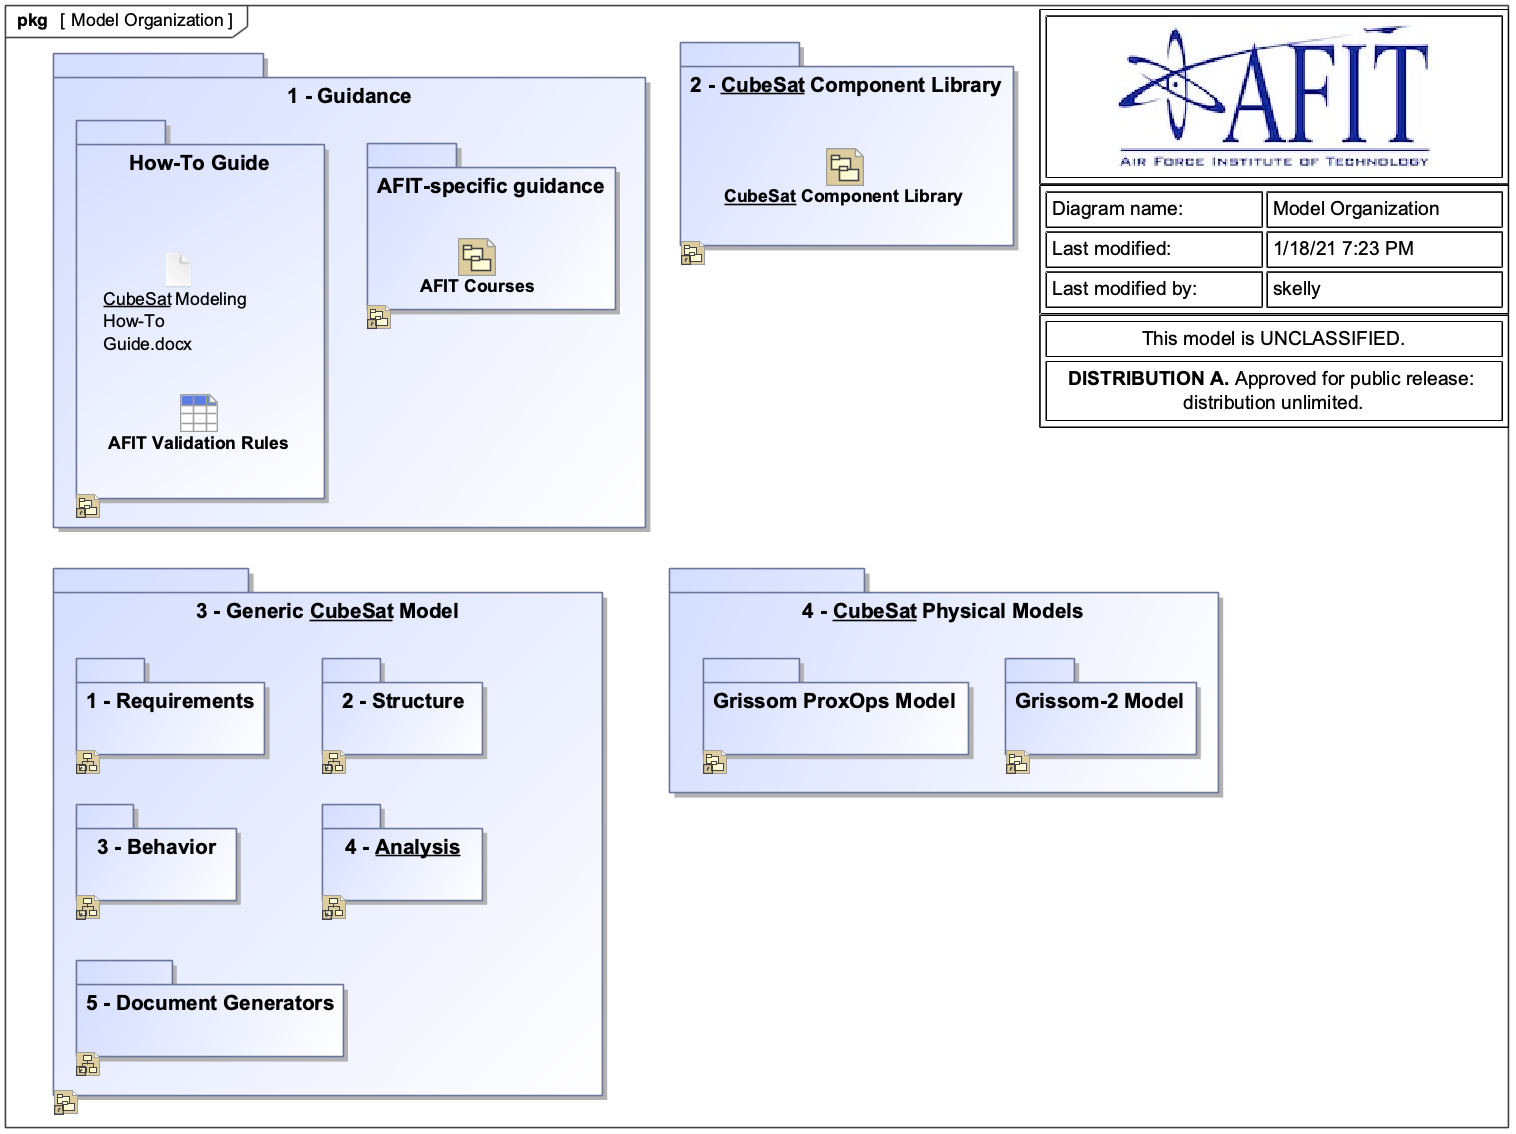 pkg [ Model Organization ]
1 - Guidance
How-To Guide
CubeSat Modeling
How-To
Guide.docx
AFIT Validation Rules
AFIT-specific guidance
AFIT Courses
2 - CubeSat Component Library
CubeSat Component Library
AFIT
AIR FORCE INSTITUTE OF TECHNOLOGY
Diagram name: Model Organization
Last modified: 1/18/21 7:23 PM
Last modified by: skelly
This model is UNCLASSIFIED.
DISTRIBUTION A. Approved for public release:
distribution unlimited.
3 - Generic CubeSat Model
1 - Requirements
2 - Structure
3 - Behavior
4 - Analysis
5 - Document Generators
4 - CubeSat Physical Models
Grissom ProxOps Model
Grissom-2 Model